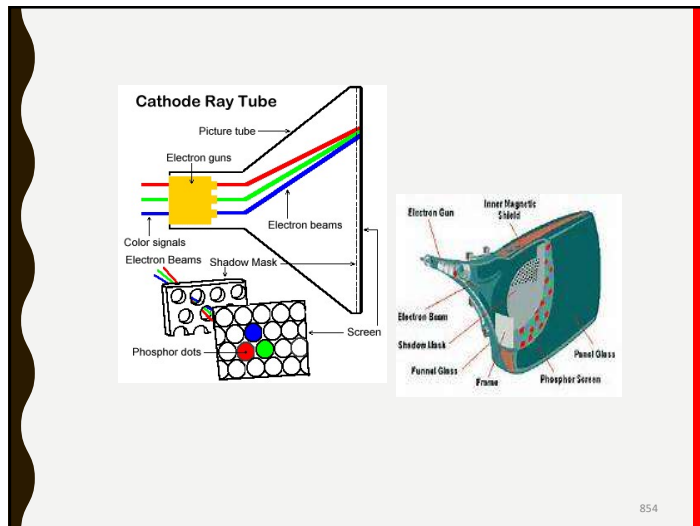 Cathode Ray Tube
Picture tube
Electron guns
Electron beams
Color signals
Electron Beams
Shadow Mask
Screen
Phosphor dots
Inner Magnetic
Shield
Electron Gun
Electron Beam
Shadow Mask
Funnel Glass
Frame
Phosphor Screen
Panel Glass
854